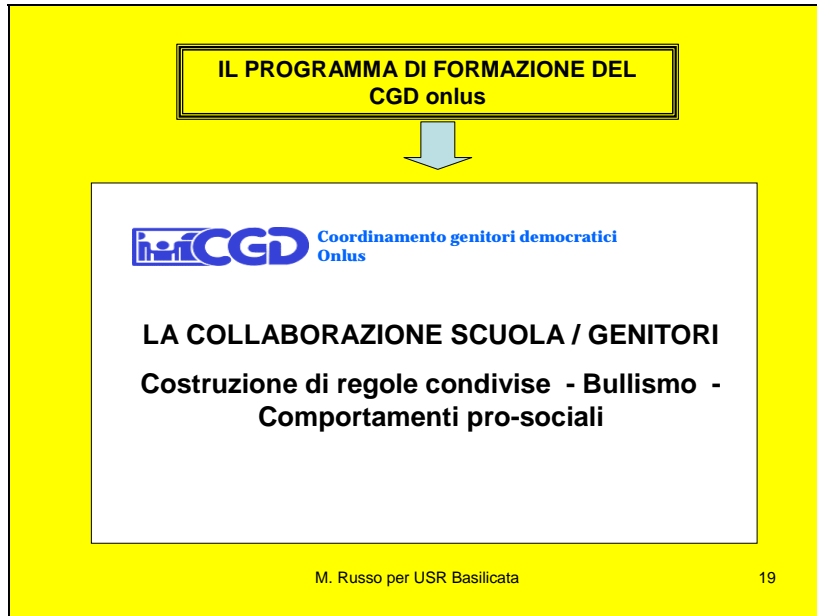 IL PROGRAMMA DI FORMAZIONE DEL
CGD onlus
CGD
Coordinamento genitori democratici
Onlus
LA COLLABORAZIONE SCUOLA / GENITORI
Costruzione di regole condivise - Bullismo -
Comportamenti pro-sociali
M. Russo per USR Basilicata
19